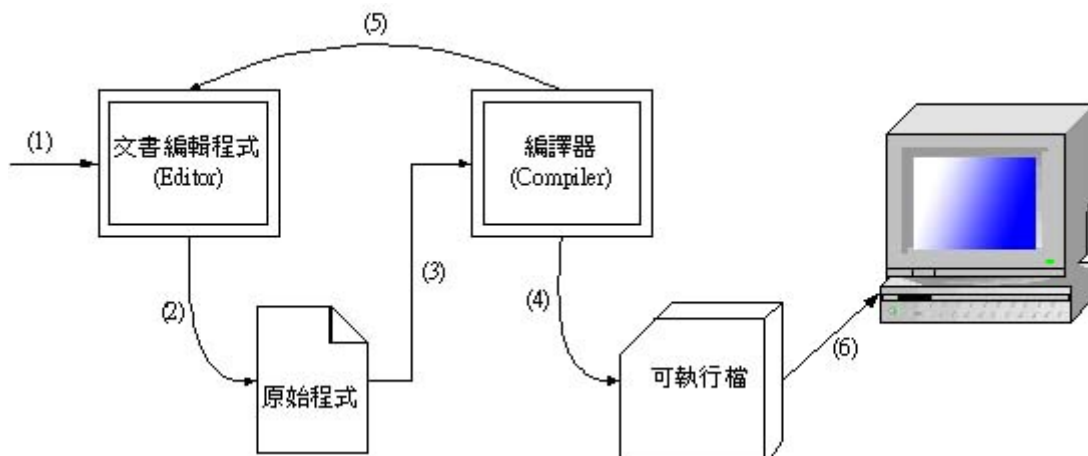 (5)
(1)
文書編輯程式
(Editor)
編譯器
(Compiler)
(2)
(3)
(4)
(6)
原始程式
可執行檔